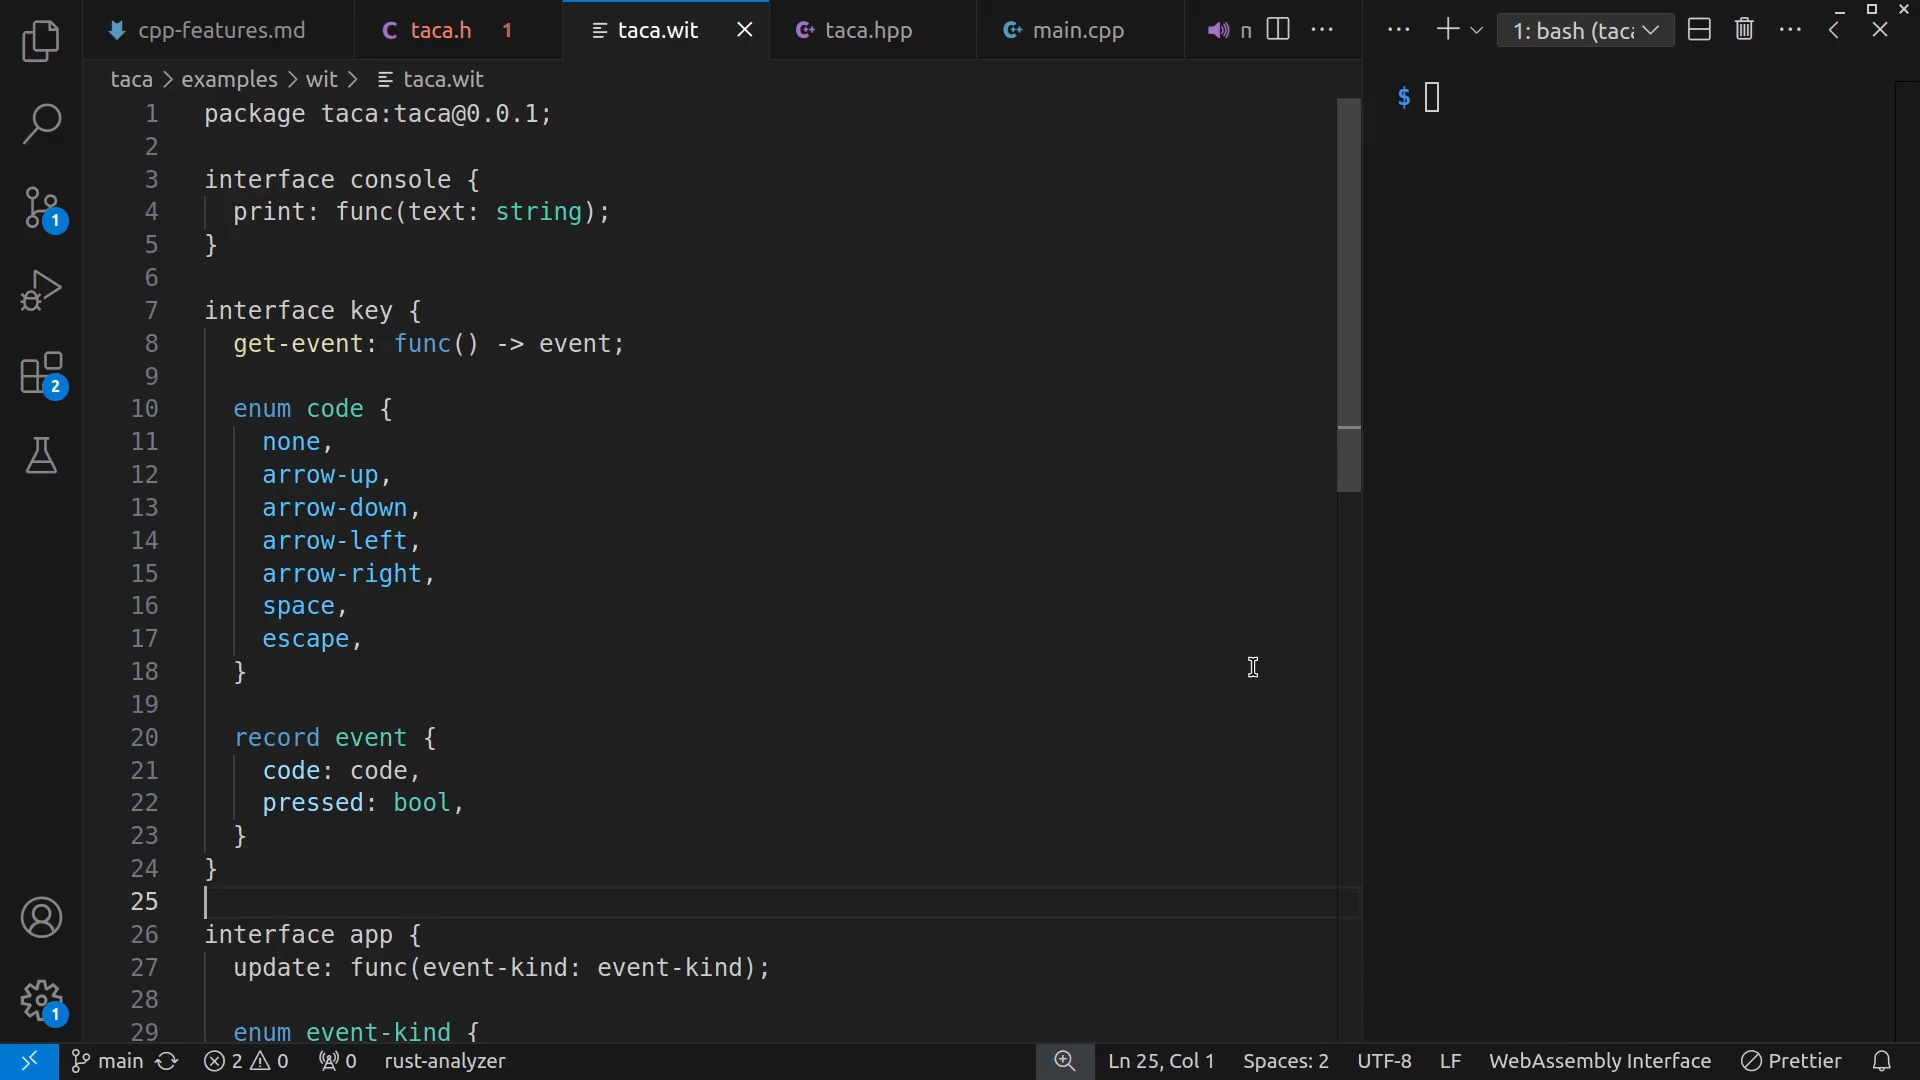 cpp-features.md
taca.h 1
taca.wit
taca.hpp
main.cpp
n
1: bash (taca
taca > examples > wit > taca.wit
$
1 package taca:taca@0.0.1;
2
3 interface console {
4 print: func(text: string);
5 }
6
7 interface key {
8 get-event: func() -> event;
9
10 enum code {
11 none,
12 arrow-up,
13 arrow-down,
14 arrow-left,
15 arrow-right,
16 space,
17 escape,
18 }
19
20 record event {
21 code: code,
22 pressed: bool,
23 }
24 }
25
26 interface app {
27 update: func(event-kind: event-kind);
28
29 enum event-kind {
1
2
1
main 2 0 0 rust-analyzer Ln 25, Col 1 Spaces: 2 UTF-8 LF WebAssembly Interface Prettier